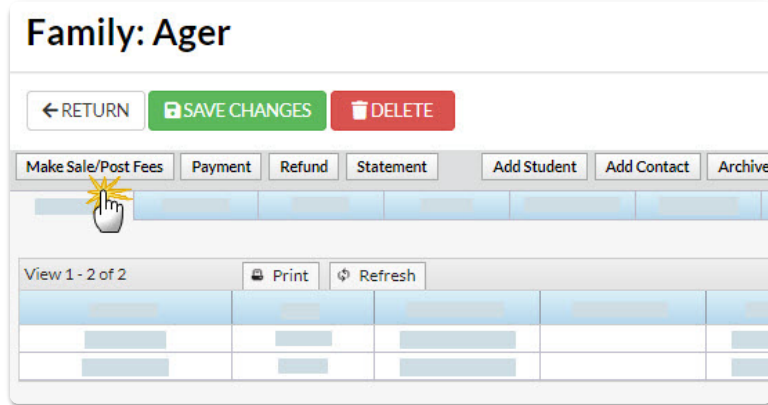 Family: Ager
RETURN SAVE CHANGES DELETE
Make Sale/Post Fees Payment Refund Statement Add Student Add Contact Archive
View 1 - 2 of 2 Print Refresh